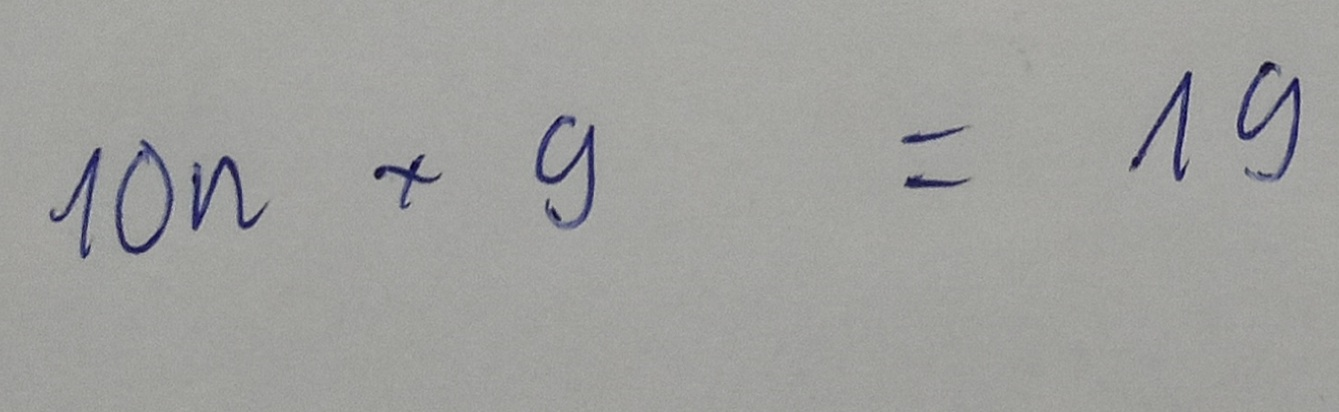 10n + 9 = 19